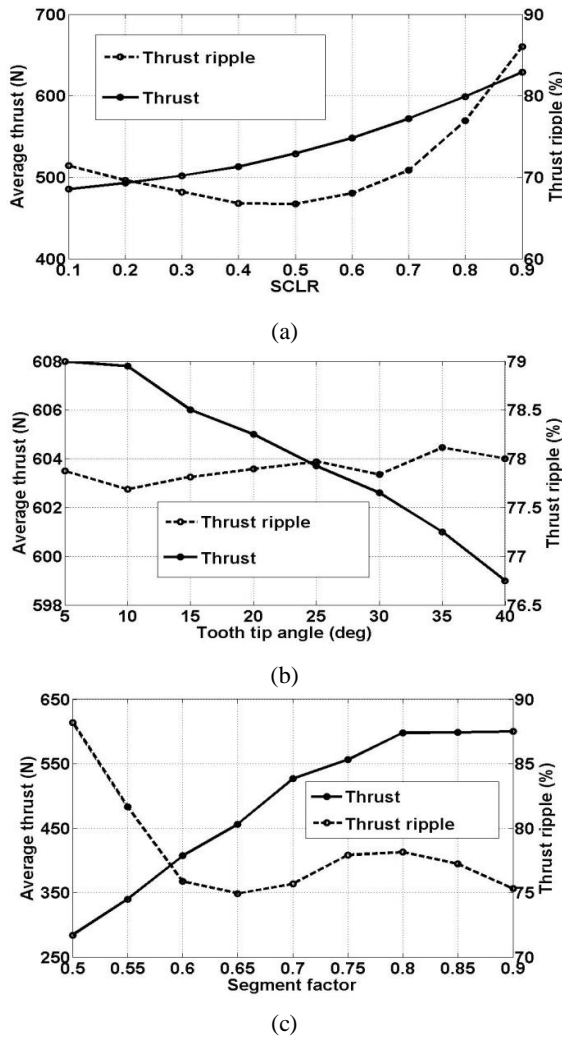 700
600
500
400
Average thrust (N)
Thrust ripple
Thrust
90
80
70
60
Thrust ripple (%)
0.1 0.2 0.3 0.4 0.5 0.6 0.7 0.8 0.9
SCLR
(a)
608
606
604
602
600
598
Average thrust (N)
Thrust ripple
Thrust
79
78.5
78
77.5
77
76.5
Thrust ripple (%)
5 10 15 20 25 30 35 40
Tooth tip angle (deg)
(b)
650
550
450
350
250
Average thrust (N)
Thrust
Thrust ripple
90
85
80
75
70
Thrust ripple (%)
0.5 0.55 0.6 0.65 0.7 0.75 0.8 0.85 0.9
Segment factor
(c)